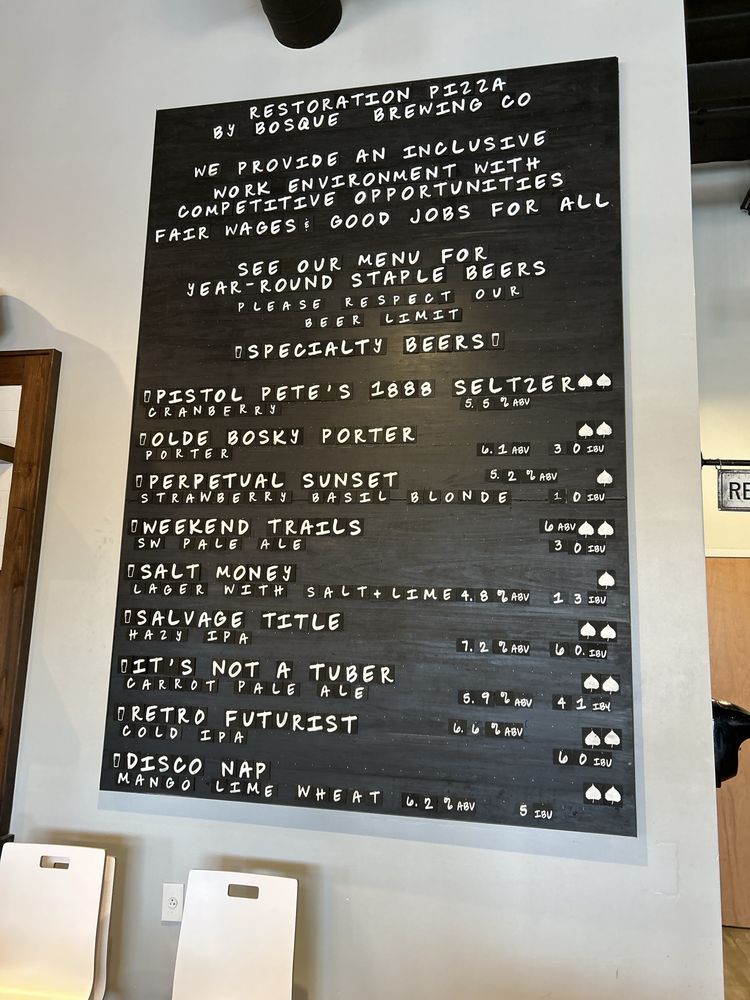 RESTORATION PIZZA
BY BOSQUE BREWING CO
WE PROVIDE AN INCLUSIVE
WORK ENVIRONMENT WITH
COMPETITIVE OPPORTUNITIES
FAIR WAGES & GOOD JOBS FOR ALL
SEE OUR MENU FOR
YEAR-ROUND STAPLE BEERS
PLEASE RESPECT OUR
BEER LIMIT
SPECIALTY BEERS
PISTOL PETE'S 1888 SELTZER
CRANBERRY 5.5% ABV
OLDE BOSKY PORTER
PORTER 6.1 ABV 30 IBU
PERPETUAL SUNSET 5.2% ABV
STRAWBERRY BASIL BLONDE 10 IBU
WEEKEND TRAILS 6 ABV
SW PALE ALE 30 IBU
SALT MONEY
LAGER WITH SALT+LIME 4.8% ABV 13 IBU
SALVAGE TITLE
HAZY IPA 7.2% ABV 60. IBU
IT'S NOT A TUBER
CARROT PALE ALE 5.9% ABV 41 IBU
RETRO FUTURIST 6.6% ABV
COLD IPA 60 IBU
DISCO NAP
MANGO LIME WHEAT 6.2% ABV 5 IBU
RE